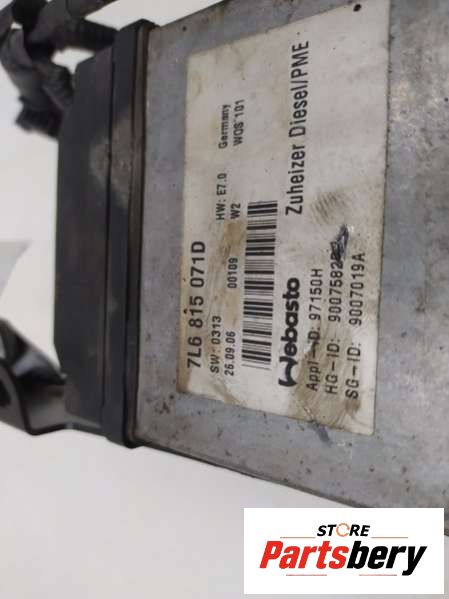 7L6 815 071D
SW: 0313 HW: E7.0 Germany
26.09.06 00109 W2 WOS 101
Webasto Zuheizer Diesel/PME
Appl-ID: 97150H
HG-ID:
SG-ID: 9007019A
STORE
Partsbery